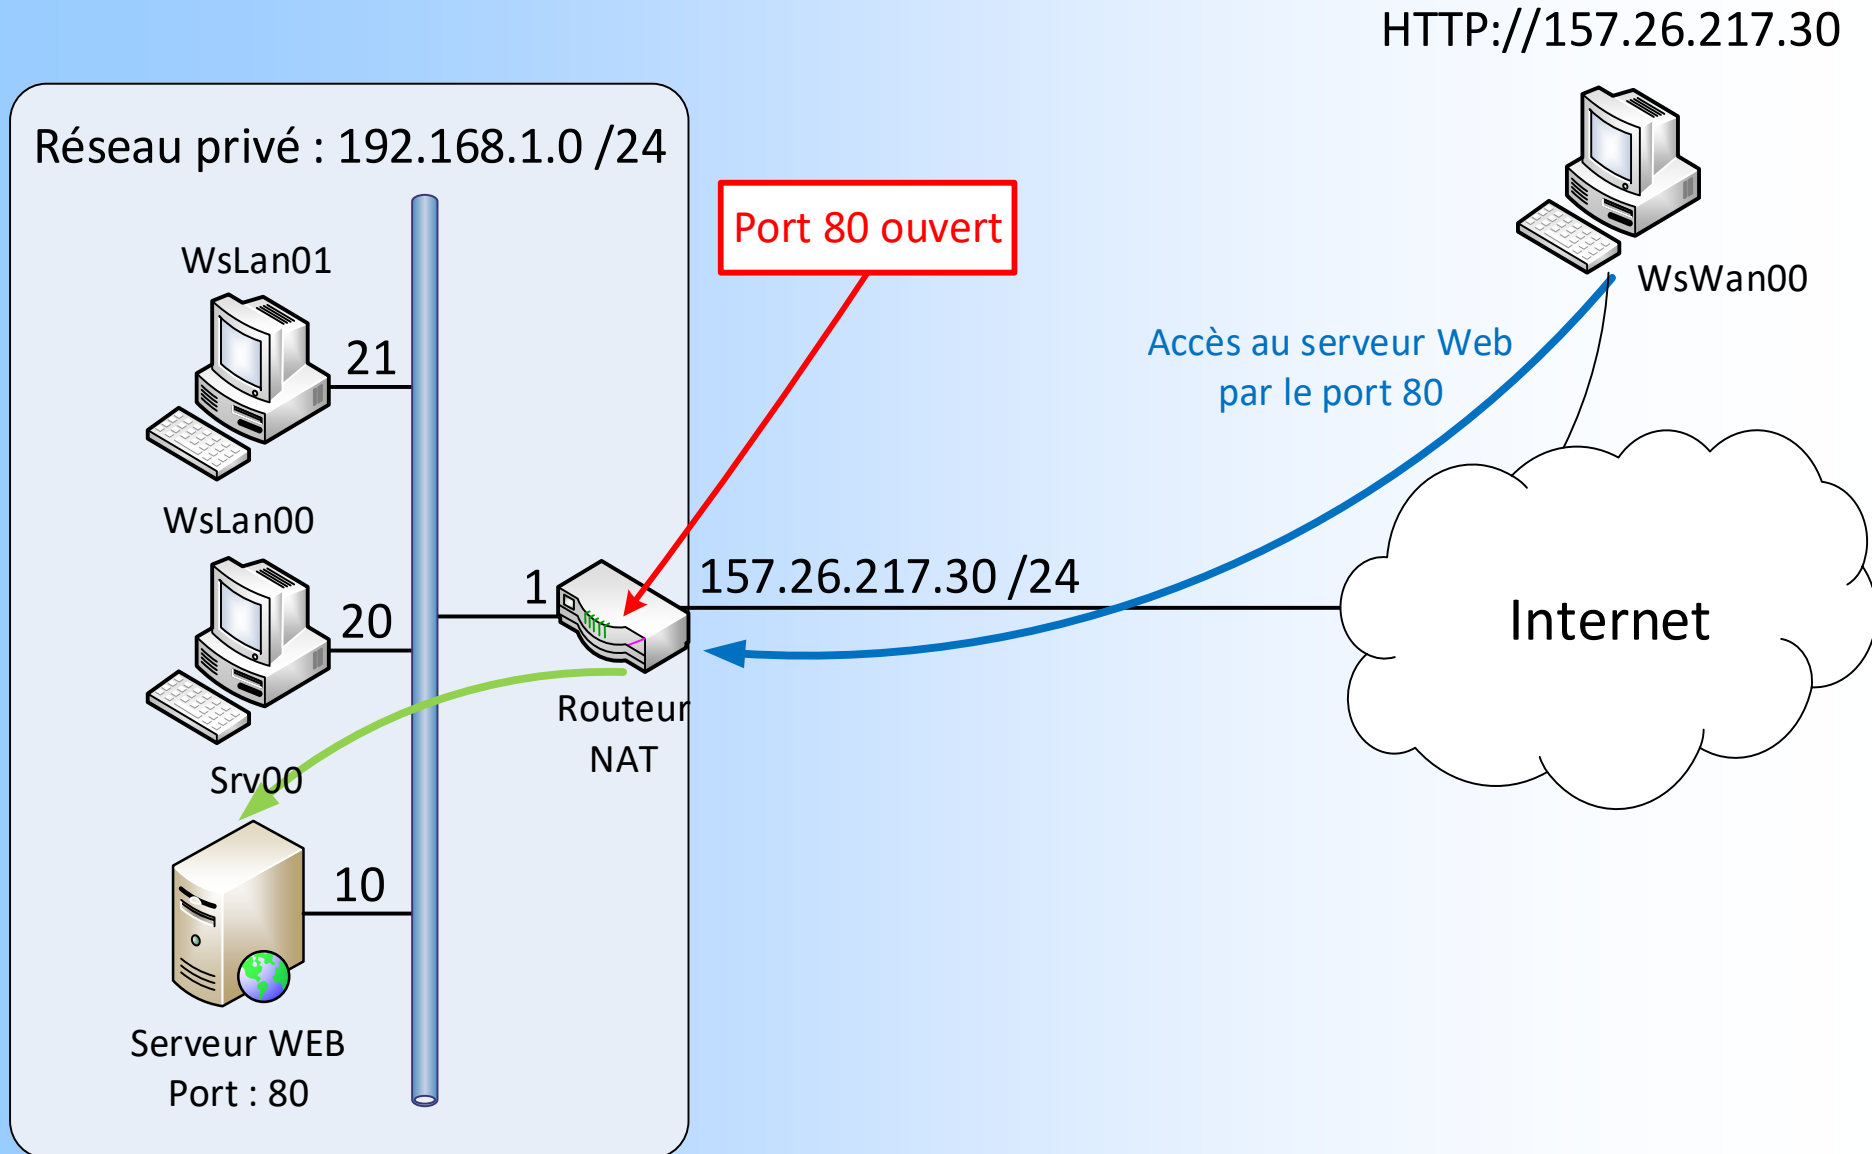 HTTP://157.26.217.30
Réseau privé : 192.168.1.0 /24
Port 80 ouvert
WsLan01
WsWan00
21
Accès au serveur Web
par le port 80
WsLan00
1
157.26.217.30 /24
20
Internet
Routeur
NAT
Srv00
10
Serveur WEB
Port : 80